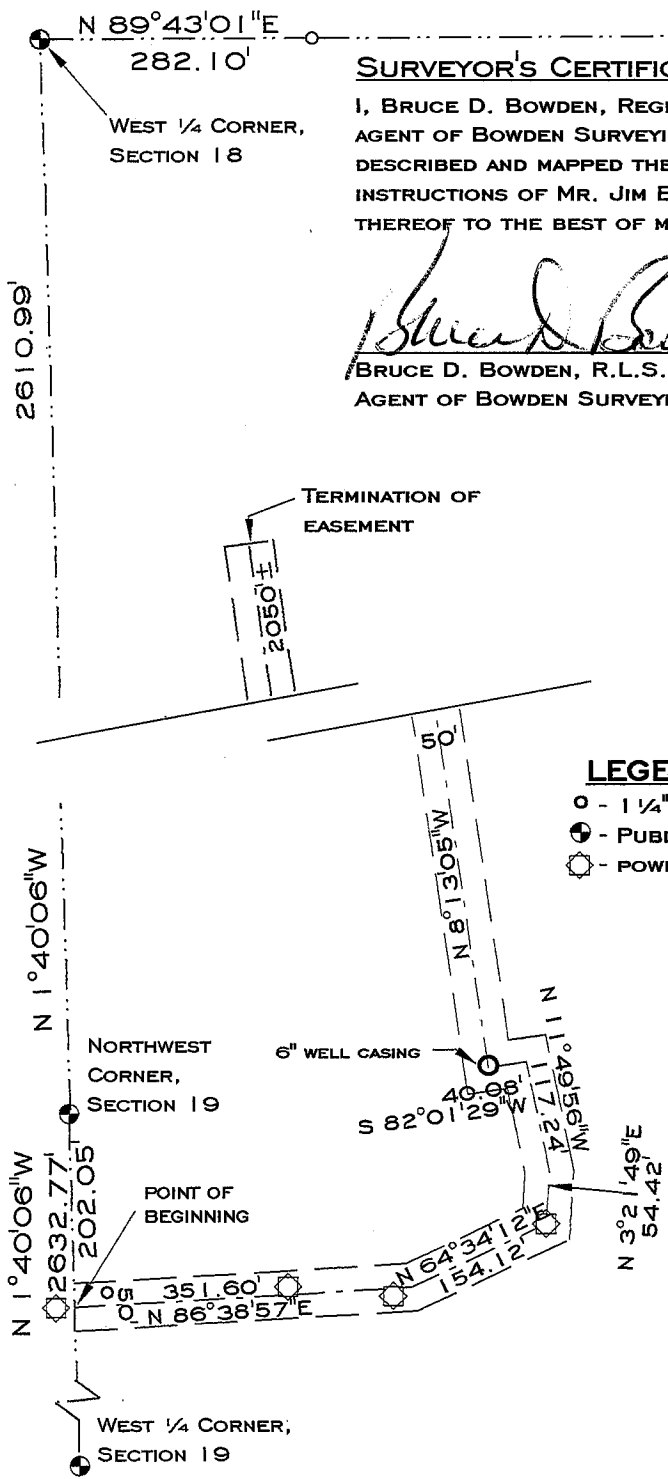 N 89°43'01"E
282.10'
WEST 1/4 CORNER,
SECTION 18
SURVEYOR'S CERTIFIC
I, BRUCE D. BOWDEN, REGI
AGENT OF BOWDEN SURVEYI
DESCRIBED AND MAPPED THE
INSTRUCTIONS OF MR. JIM E
THEREOF TO THE BEST OF M
Bruce D Bow
BRUCE D. BOWDEN, R.L.S.
AGENT OF BOWDEN SURVEYI
2610.99'
TERMINATION OF
EASEMENT
2050'±
50'
LEGE
- 1 1/4"
- PUBL
- POWE
N 8°13'05"W
N 1°40'06"W
NORTHWEST
CORNER,
SECTION 19
6" WELL CASING
40.08'
S 82°01'29"W
N 11°49'56"W
117.24'
N 3°21'49"E
54.42'
POINT OF
BEGINNING
N 1°40'06"W
2632.77'
202.05'
50'
351.60'
N 86°38'57"E
N 64°34'12"E
154.12'
WEST 1/4 CORNER,
SECTION 19